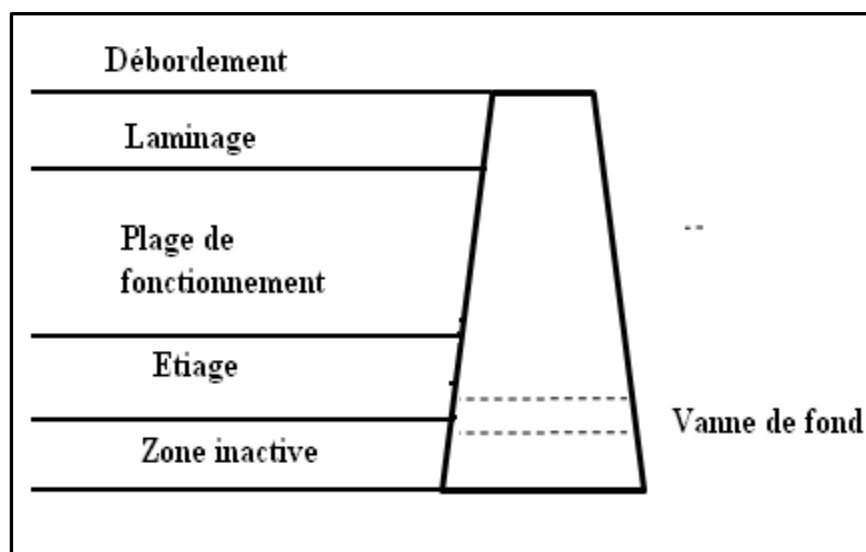 Débordement
Laminage
Plage de
fonctionnement
Etiage
Vanne de fond
Zone inactive